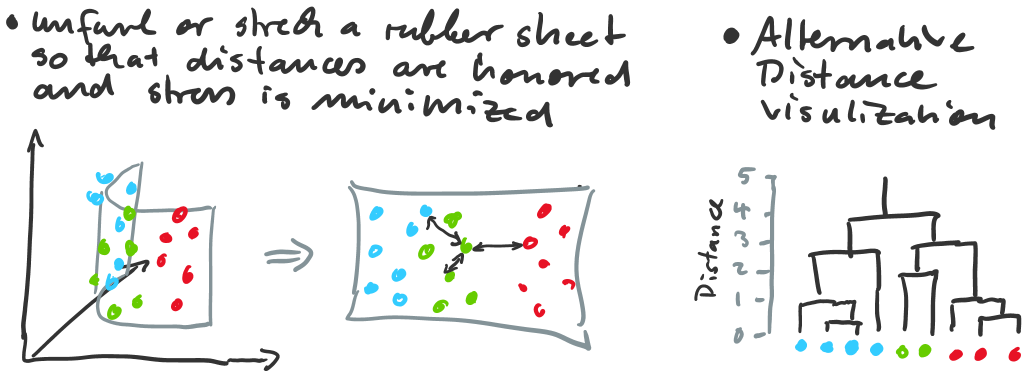 • unfurl or strech a rubber sheet
so that distances are honored
and stress is minimized
• Alternative
Distance
visulization
Distance
5
4
3
2
1
0